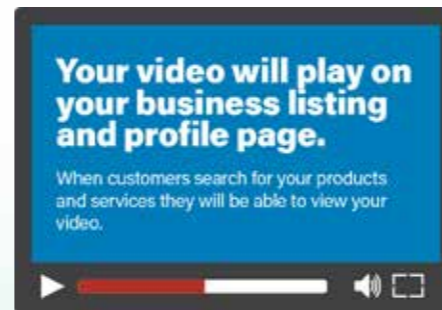 Your video will play on
your business listing
and profile page.
When customers search for your products
and services they will be able to view your
video.